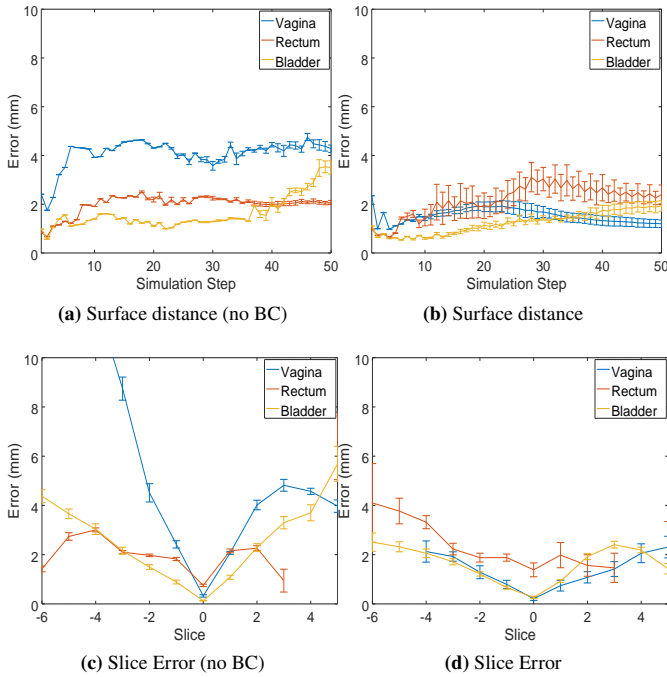 10
8
6
4
2
0
Error (mm)
10 20 30 40 50
Simulation Step
Vagina
Rectum
Bladder
(a) Surface distance (no BC)
10
8
6
4
2
0
Error (mm)
10 20 30 40 50
Simulation Step
Vagina
Rectum
Bladder
(b) Surface distance
10
8
6
4
2
0
Error (mm)
-6 -4 -2 0 2 4
Slice
Vagina
Rectum
Bladder
(c) Slice Error (no BC)
10
8
6
4
2
0
Error (mm)
-6 -4 -2 0 2 4
Slice
Vagina
Rectum
Bladder
(d) Slice Error